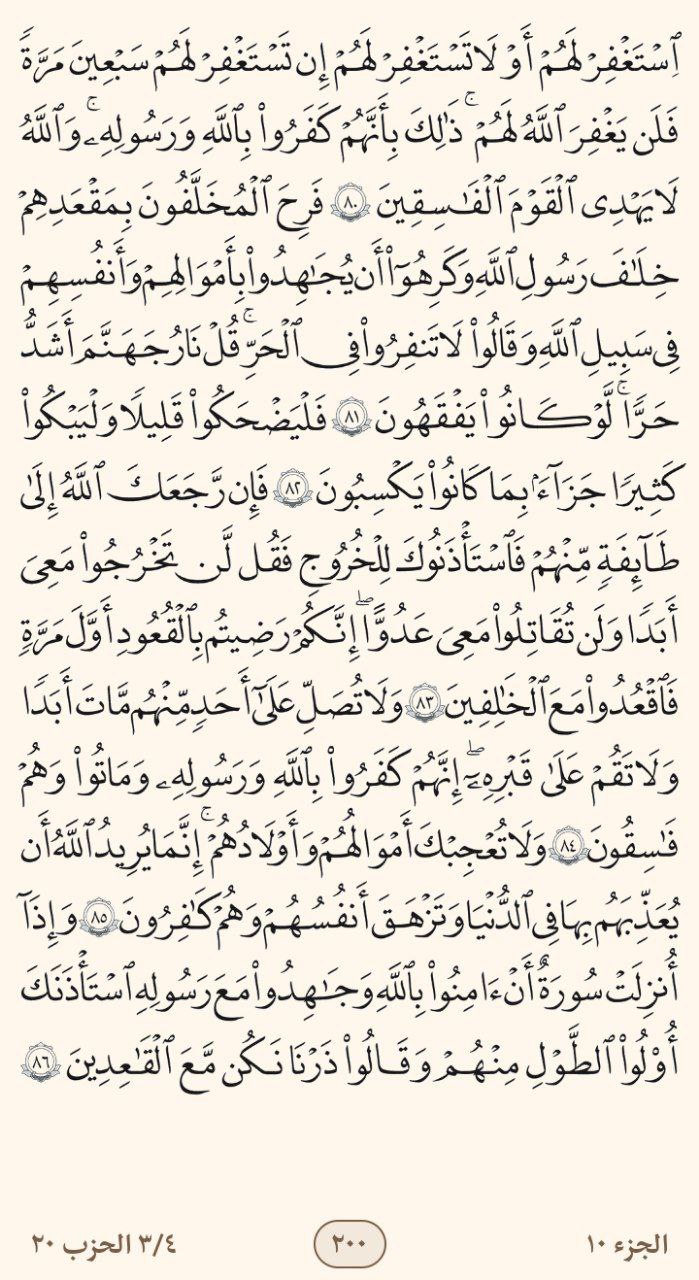 ٱسْتَغْفِرْ لَهُمْ أَوْ لَا تَسْتَغْفِرْ لَهُمْ إِن تَسْتَغْفِرْ لَهُمْ سَبْعِينَ مَرَّةً
فَلَن يَغْفِرَ ٱللَّهُ لَهُمْ ۚ ذَٰلِكَ بِأَنَّهُمْ كَفَرُوا۟ بِٱللَّهِ وَرَسُولِهِۦ ۗ وَٱللَّهُ
لَا يَهْدِى ٱلْقَوْمَ ٱلْفَـٰسِقِينَ ٨٠ فَرِحَ ٱلْمُخَلَّفُونَ بِمَقْعَدِهِمْ
خِلَـٰفَ رَسُولِ ٱللَّهِ وَكَرِهُوٓا۟ أَن يُجَـٰهِدُوا۟ بِأَمْوَٰلِهِمْ وَأَنفُسِهِمْ
فِى سَبِيلِ ٱللَّهِ وَقَالُوا۟ لَا تَنفِرُوا۟ فِى ٱلْحَرِّ ۗ قُلْ نَارُ جَهَنَّمَ أَشَدُّ
حَرًّا ۚ لَّوْ كَانُوا۟ يَفْقَهُونَ ٨١ فَلْيَضْحَكُوا۟ قَلِيلًا وَلْيَبْكُوا۟
كَثِيرًا جَزَآءًۢ بِمَا كَانُوا۟ يَكْسِبُونَ ٨٢ فَإِن رَّجَعَكَ ٱللَّهُ إِلَىٰ
طَآئِفَةٍ مِّنْهُمْ فَٱسْتَـْٔذَنُوكَ لِلْخُرُوجِ فَقُل لَّن تَخْرُجُوا۟ مَعِىَ
أَبَدًا وَلَن تُقَـٰتِلُوا۟ مَعِىَ عَدُوًّا ۖ إِنَّكُمْ رَضِيتُم بِٱلْقُعُودِ أَوَّلَ مَرَّةٍ
فَٱقْعُدُوا۟ مَعَ ٱلْخَـٰلِفِينَ ٨٣ وَلَا تُصَلِّ عَلَىٰٓ أَحَدٍ مِّنْهُم مَّاتَ أَبَدًا
وَلَا تَقُمْ عَلَىٰ قَبْرِهِۦٓ ۖ إِنَّهُمْ كَفَرُوا۟ بِٱللَّهِ وَرَسُولِهِۦ وَمَاتُوا۟ وَهُمْ
فَـٰسِقُونَ ٨٤ وَلَا تُعْجِبْكَ أَمْوَٰلُهُمْ وَأَوْلَـٰدُهُمْ ۚ إِنَّمَا يُرِيدُ ٱللَّهُ أَن
يُعَذِّبَهُم بِهَا فِى ٱلدُّنْيَا وَتَزْهَقَ أَنفُسُهُمْ وَهُمْ كَـٰفِرُونَ ٨٥ وَإِذَآ
أُنزِلَتْ سُورَةٌ أَنْ ءَامِنُوا۟ بِٱللَّهِ وَجَـٰهِدُوا۟ مَعَ رَسُولِهِ ٱسْتَـْٔذَنَكَ
أُو۟لُوا۟ ٱلطَّوْلِ مِنْهُمْ وَقَالُوا۟ ذَرْنَا نَكُن مَّعَ ٱلْقَـٰعِدِينَ ٨٦
الجزء ١٠
٢٠٠
٣/٤ الحزب ٢٠